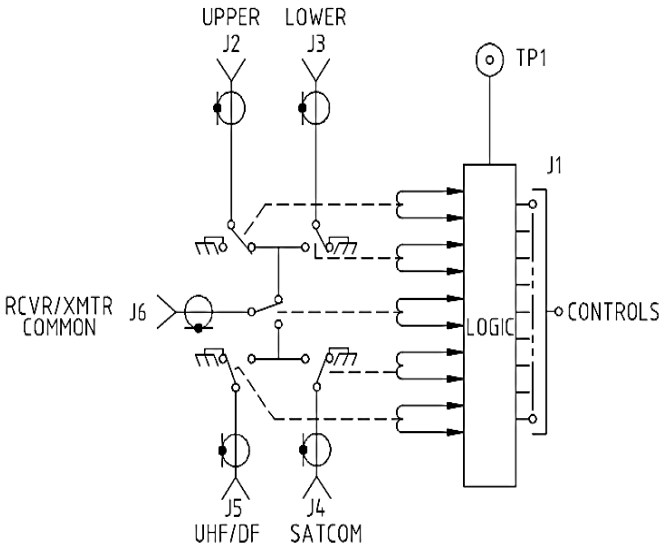 UPPER LOWER
J2 J3
TP1
J1
RCVR/XMTR
COMMON
J6
LOGIC
CONTROLS
J5 J4
UHF/DF SATCOM